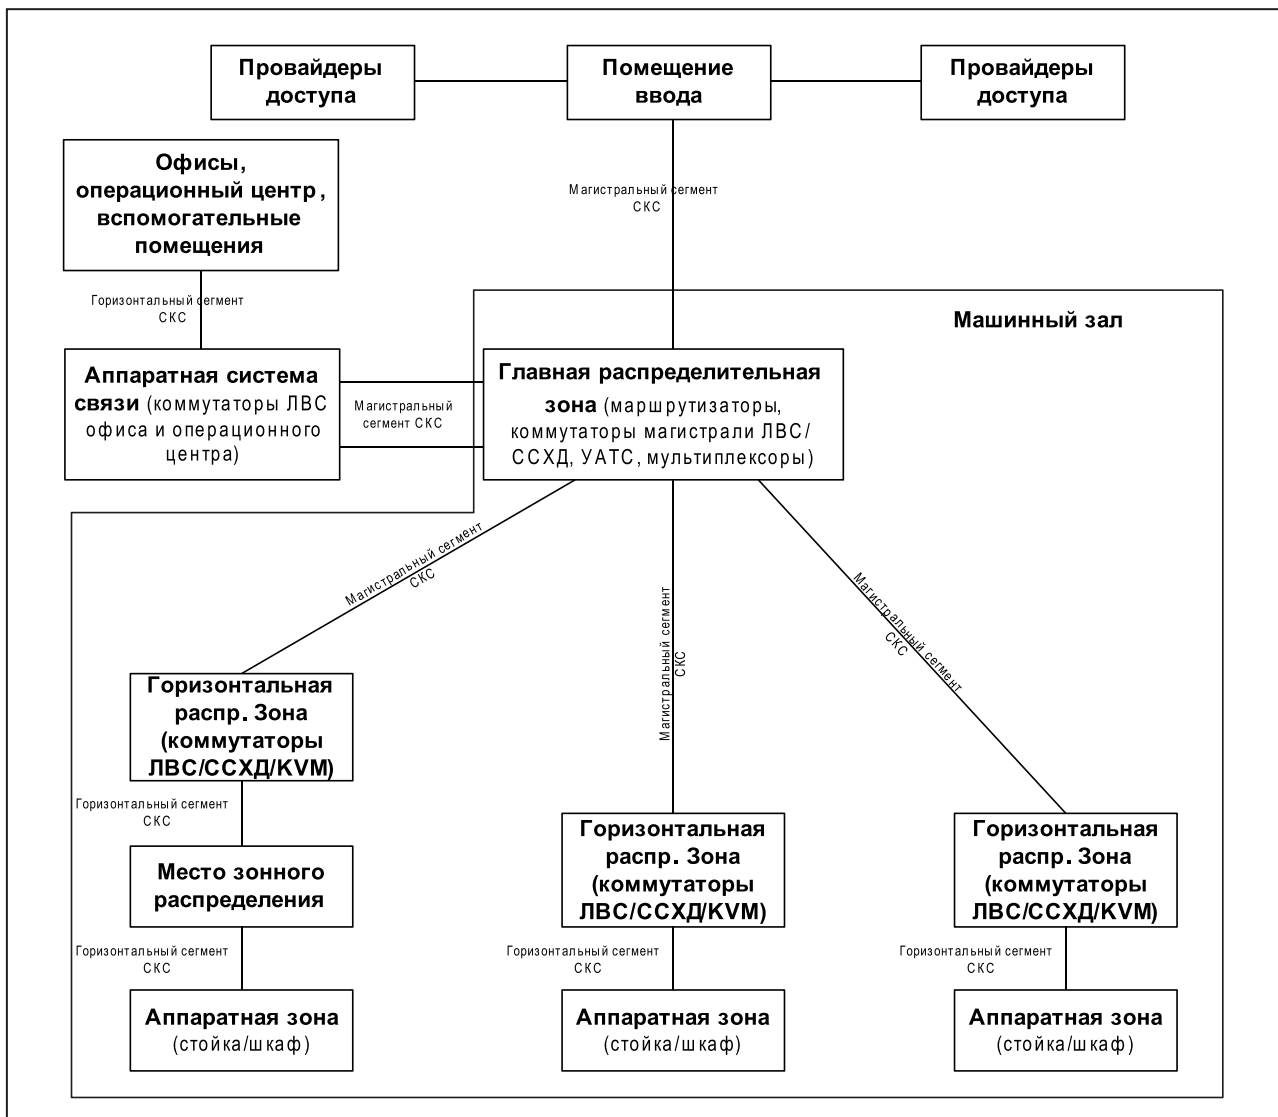 Провайдеры
доступа
Помещение
ввода
Провайдеры
доступа
Офисы,
операционный центр,
вспомогательные
помещения
Магистральный сегмент
СКС
Горизонтальный сегмент
СКС
Машинный зал
Аппаратная система
связи (коммутаторы ЛВС
офиса и операционного
центра)
Магистральный
сегмент СКС
Главная распределительная
зона (маршрутизаторы,
коммутаторы магистрали ЛВС/
ССХД, УАТС, мультиплексоры)
Магистральный сегмент
СКС
Магистральный сегмент
СКС
Магистральный сегмент
СКС
Горизонтальная
распр. Зона
(коммутаторы
ЛВС/ССХД/KVM)
Горизонтальный сегмент
СКС
Место зонного
распределения
Горизонтальный сегмент
СКС
Аппаратная зона
(стойка/шкаф)
Горизонтальная
распр. Зона
(коммутаторы
ЛВС/ССХД/KVM)
Горизонтальный сегмент
СКС
Аппаратная зона
(стойка/шкаф)
Горизонтальная
распр. Зона
(коммутаторы
ЛВС/ССХД/KVM)
Горизонтальный сегмент
СКС
Аппаратная зона
(стойка/шкаф)